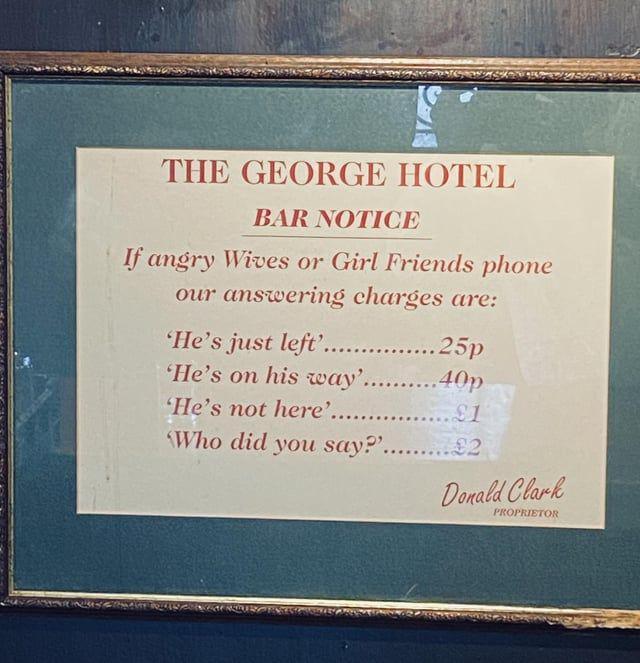 THE GEORGE HOTEL
BAR NOTICE
If angry Wives or Girl Friends phone
our answering charges are:
‘He’s just left’...............25p
‘He’s on his way’..........40p
‘He’s not here’.................£1
‘Who did you say?’..........£2
Donald Clark
PROPRIETOR